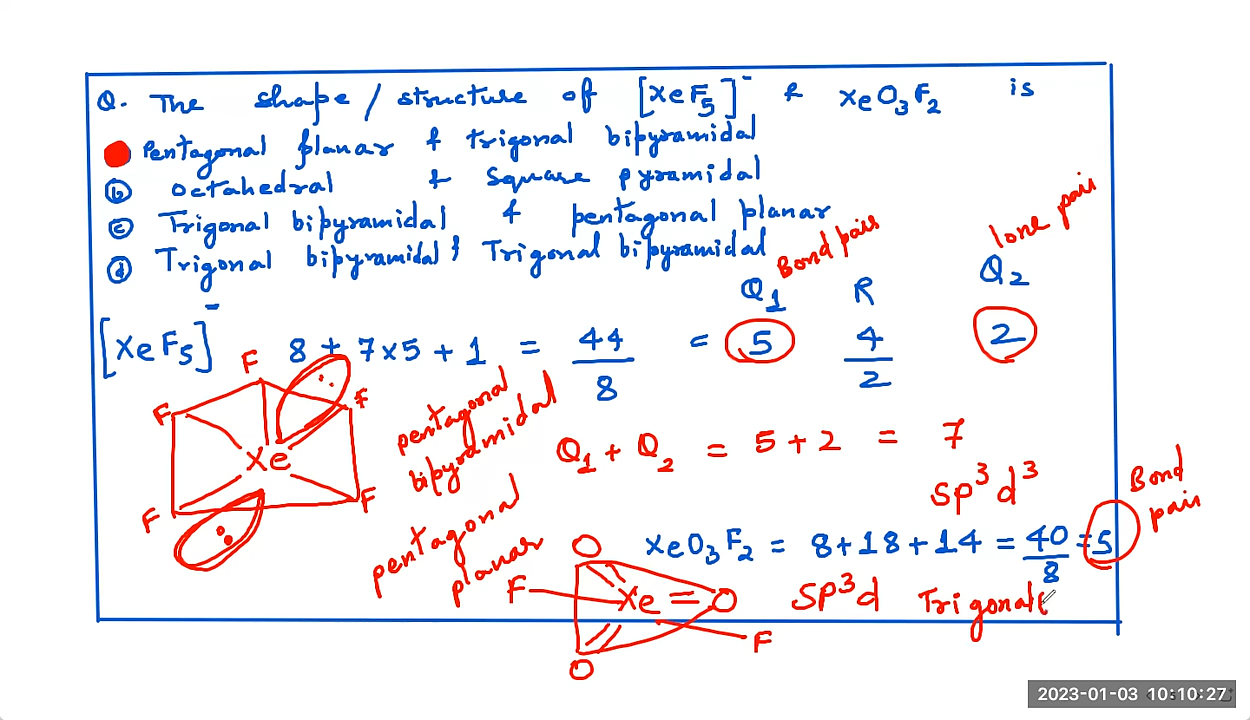 Q. The shape / structure of [XeF5]⁻ & XeO3F2 is
Pentagonal planar & trigonal bipyramidal
(b) octahedral & square pyramidal
(c) Trigonal bipyramidal & pentagonal planar
(d) Trigonal bipyramidal & Trigonal bipyramidal
Bond pairs
lone pair
Q1 R Q2
[XeF5]⁻ 8 + 7×5 + 1 = 44/8 = 5 4/2 2
F
F F
Xe
F F
pentagonal
bipyramidal
Q1 + Q2 = 5 + 2 = 7
sp³d³
pentagonal
planar
Bond
pair
XeO3F2 = 8+18+14 = 40/8 = 5
O
F Xe = O
F
O
SP³d Trigonal
2023-01-03 10:10:27